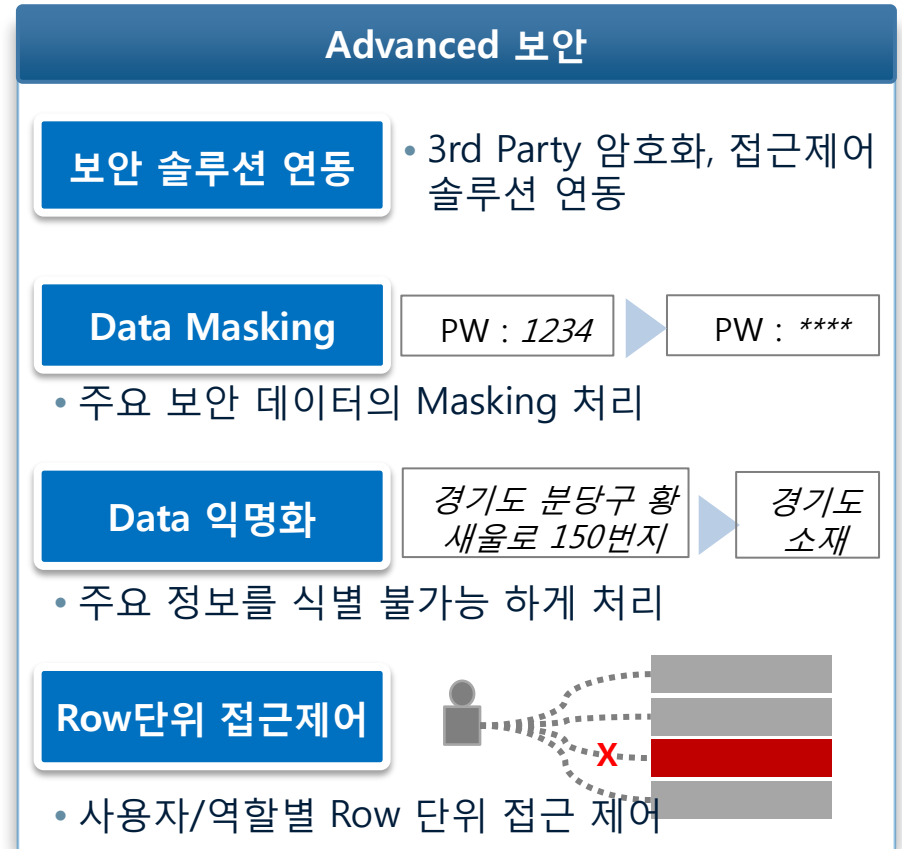 Advanced 보안
보안 솔루션 연동
• 3rd Party 암호화, 접근제어
솔루션 연동
Data Masking
PW : 1234
PW : ****
• 주요 보안 데이터의 Masking 처리
Data 익명화
경기도 분당구 황
새울로 150번지
경기도
소재
• 주요 정보를 식별 불가능 하게 처리
Row단위 접근제어
X
• 사용자/역할별 Row 단위 접근 제어